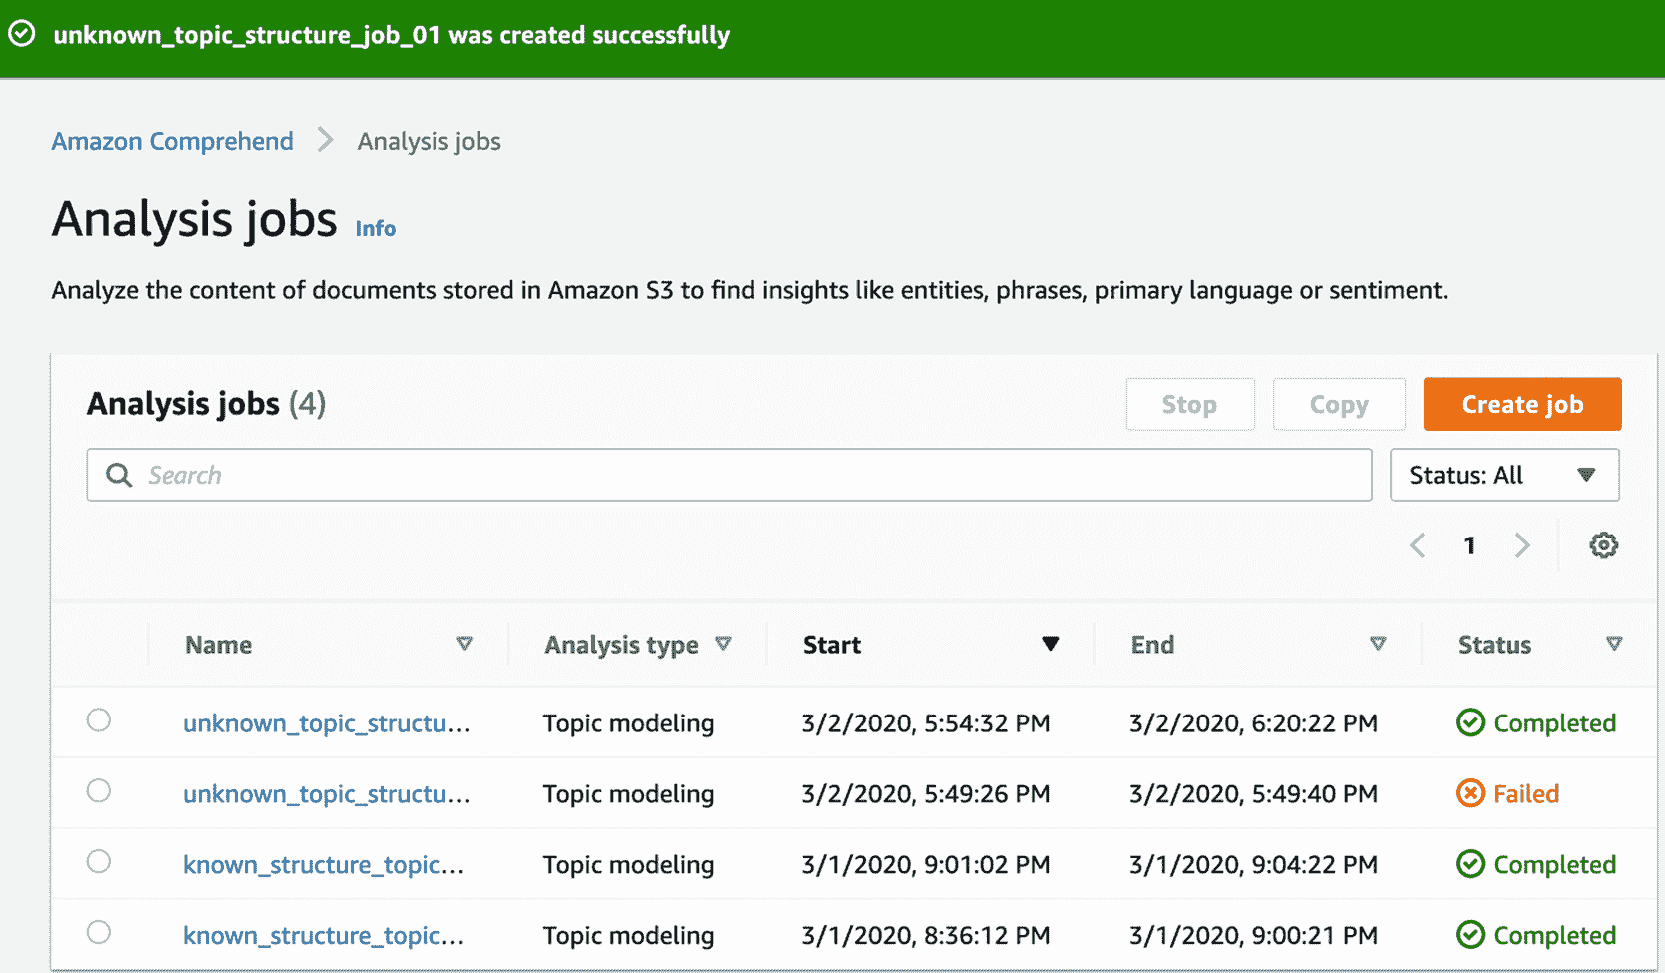 unknown_topic_structure_job_01 was created successfully
Amazon Comprehend Analysis jobs
Analysis jobs Info
Analyze the content of documents stored in Amazon S3 to find insights like entities, phrases, primary language or sentiment.
Analysis jobs (4) Stop Copy Create job
Search Status: All
1
Name Analysis type Start End Status
unknown_topic_structu... Topic modeling 3/2/2020, 5:54:32 PM 3/2/2020, 6:20:22 PM Completed
unknown_topic_structu... Topic modeling 3/2/2020, 5:49:26 PM 3/2/2020, 5:49:40 PM Failed
known_structure_topic... Topic modeling 3/1/2020, 9:01:02 PM 3/1/2020, 9:04:22 PM Completed
known_structure_topic... Topic modeling 3/1/2020, 8:36:12 PM 3/1/2020, 9:00:21 PM Completed